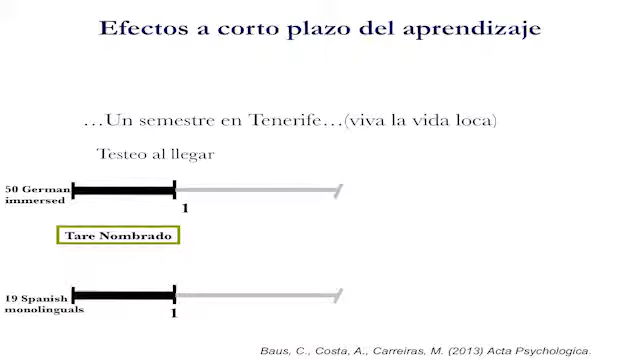 Efectos a corto plazo del aprendizaje
…Un semestre en Tenerife…(viva la vida loca)
Testeo al llegar
50 German
immersed
1
Tare Nombrado
19 Spanish
monolinguals
1
Baus, C., Costa, A., Carreiras, M. (2013) Acta Psychologica.